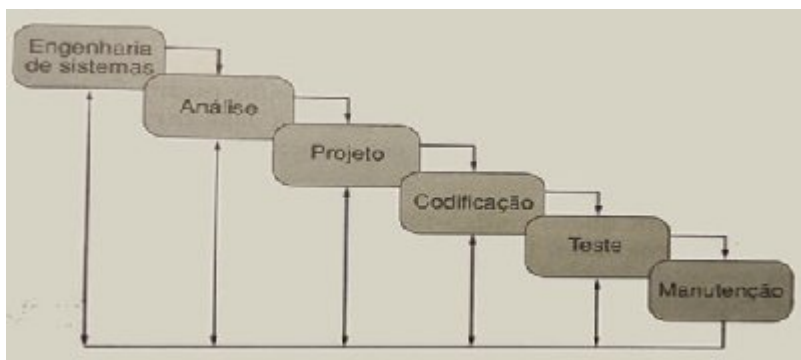 Engenharia
de sistemas
Análise
Projeto
Codificação
Teste
Manutenção